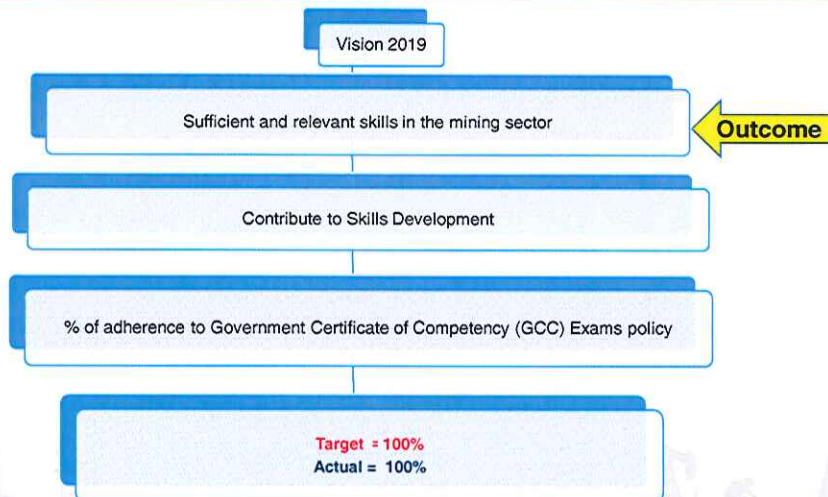 Vision 2019
Sufficient and relevant skills in the mining sector
Outcome
Contribute to Skills Development
% of adherence to Government Certificate of Competency (GCC) Exams policy
Target = 100%
Actual = 100%